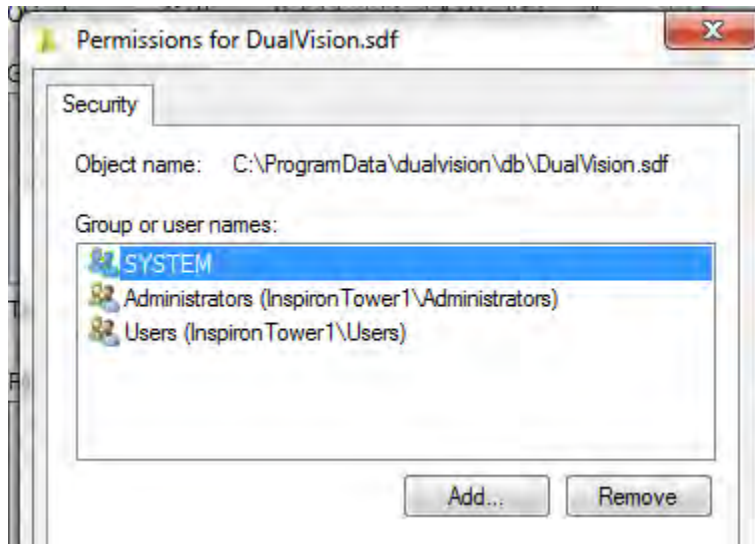 Permissions for DualVision.sdf
Security
Object name: C:\ProgramData\dualvision\db\DualVision.sdf
Group or user names:
SYSTEM
Administrators (InspironTower1\Administrators)
Users (InspironTower1\Users)
Add...
Remove